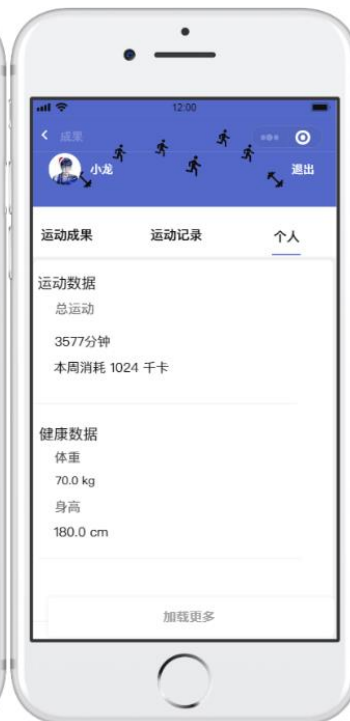 12:00
成果
小龙
退出
运动成果 运动记录 个人
运动数据
总运动
3577分钟
本周消耗 1024 千卡
健康数据
体重
70.0 kg
身高
180.0 cm
加载更多